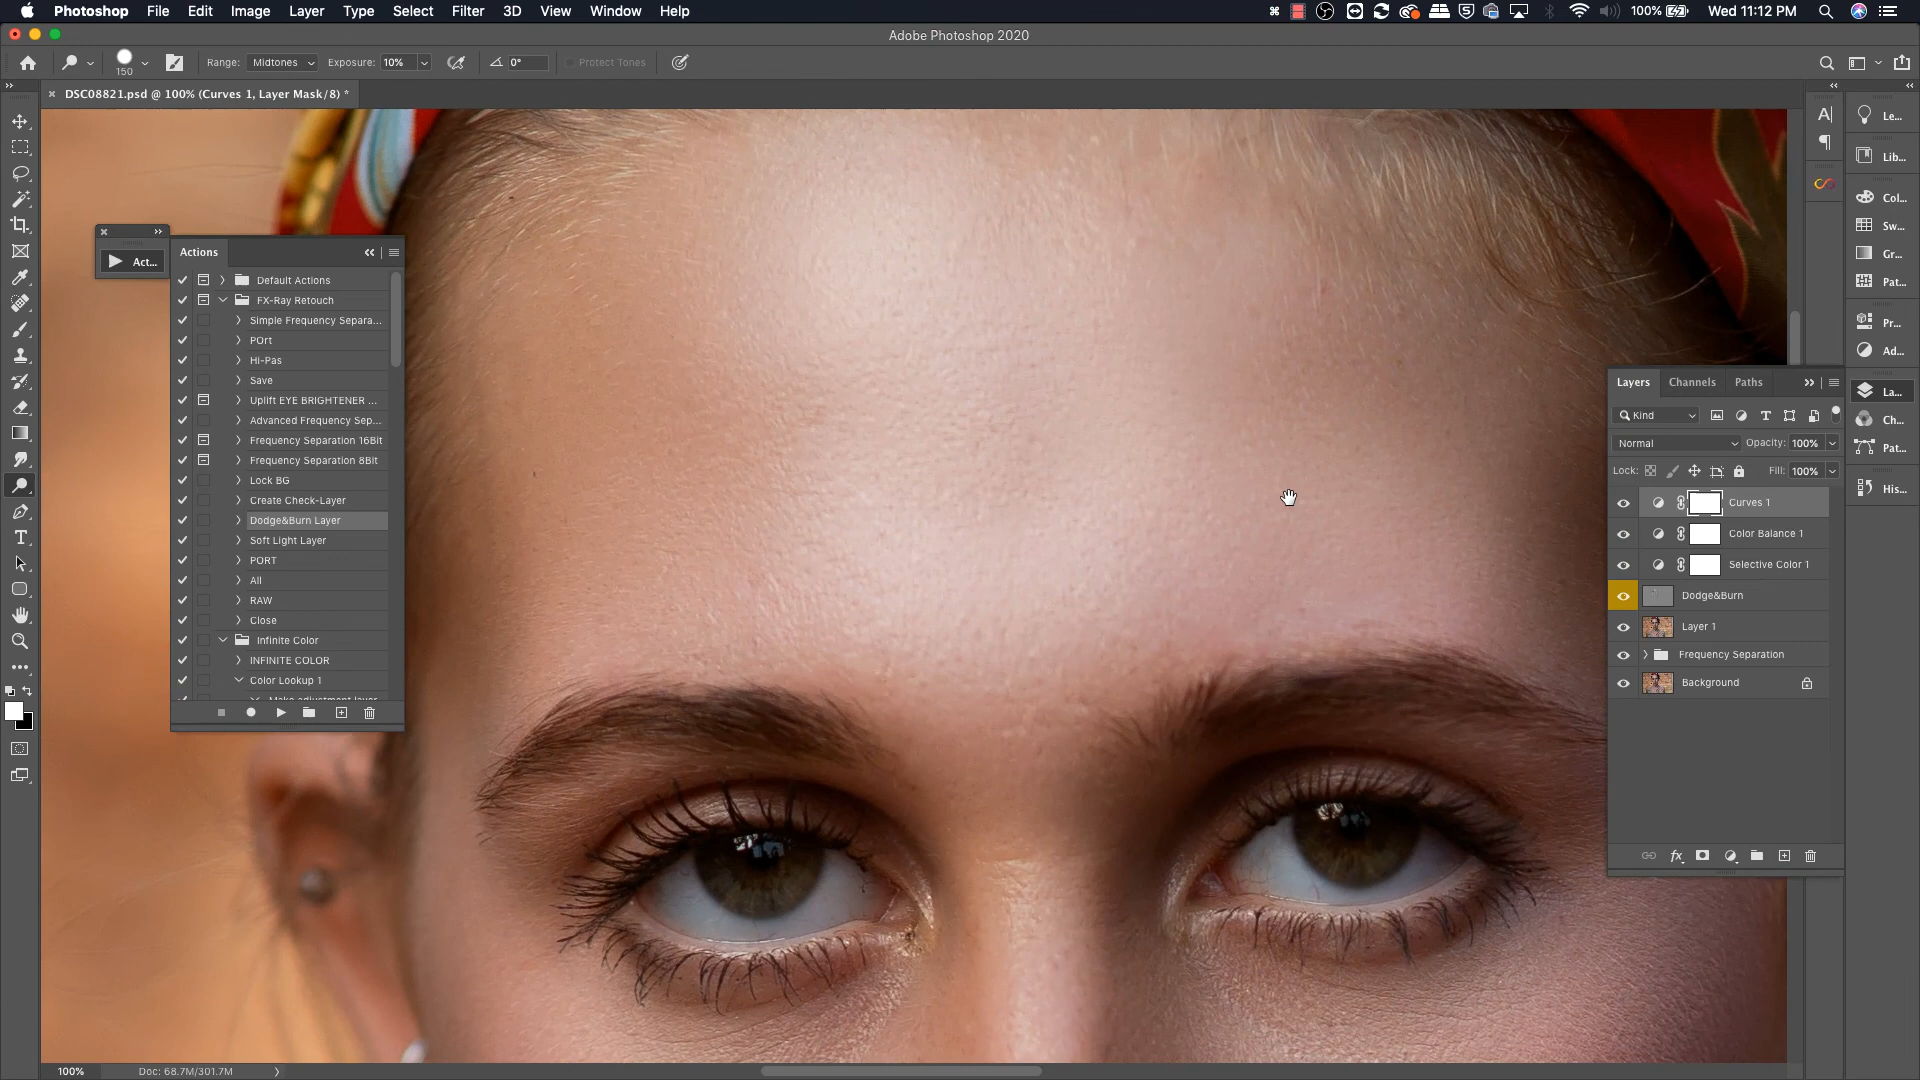 Photoshop File Edit Image Layer Type Select Filter 3D View Window Help 100% Wed 11:12 PM
Adobe Photoshop 2020
150 Range: Midtones Exposure: 10% 0° Protect Tones
DSC08821.psd @ 100% (Curves 1, Layer Mask/8) *
Act...
Actions
Default Actions
FX-Ray Retouch
Simple Frequency Separa...
POrt
Hi-Pas
Save
Uplift EYE BRIGHTENER ...
Advanced Frequency Sep...
Frequency Separation 16Bit
Frequency Separation 8Bit
Lock BG
Create Check-Layer
Dodge&Burn Layer
Soft Light Layer
PORT
All
RAW
Close
Infinite Color
INFINITE COLOR
Color Lookup 1
Make adjustment layer
Le...
Lib...
Col...
Sw...
Gr...
Pat...
Pr...
Ad...
La...
Ch...
Pat...
His...
Layers Channels Paths
Kind
Normal Opacity: 100%
Lock: Fill: 100%
Curves 1
Color Balance 1
Selective Color 1
Dodge&Burn
Layer 1
Frequency Separation
Background
fx
100% Doc: 68.7M/301.7M